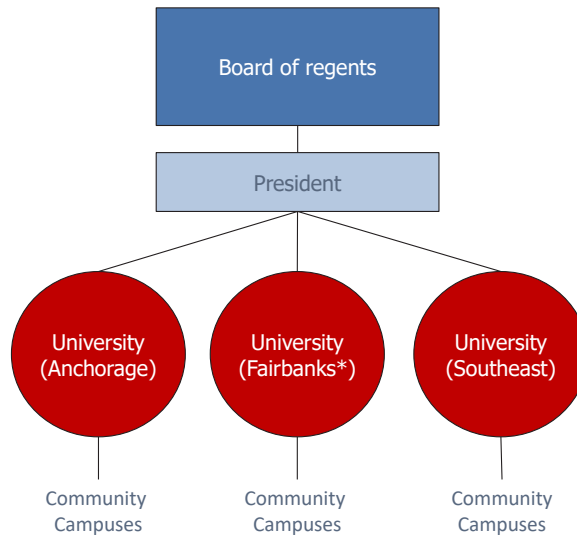 Board of regents
President
University
(Anchorage)
University
(Fairbanks*)
University
(Southeast)
Community
Campuses
Community
Campuses
Community
Campuses